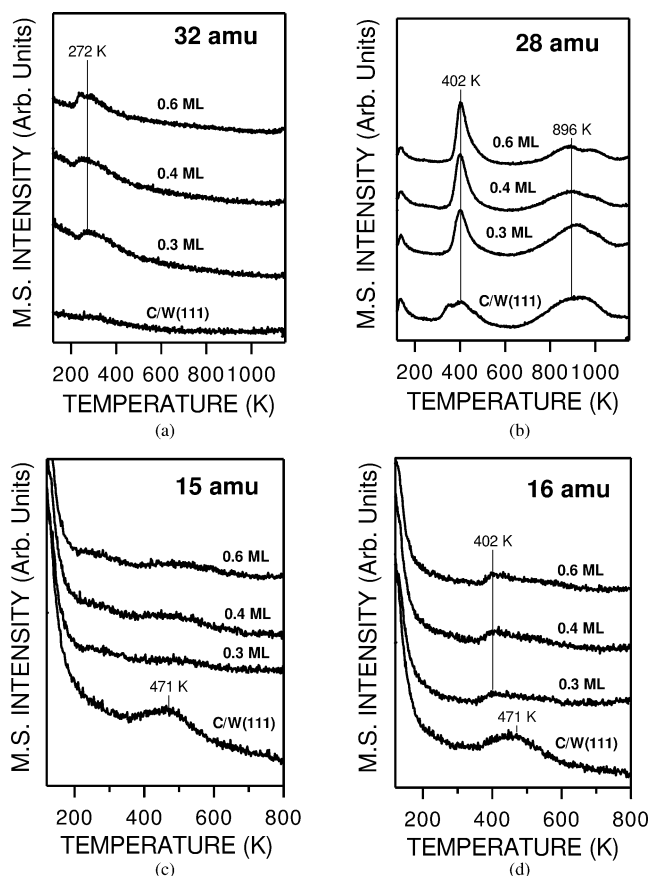 M.S. INTENSITY (Arb. Units)
32 amu
272 K
0.6 ML
0.4 ML
0.3 ML
C/W(111)
200 400 600 800 1000
TEMPERATURE (K)
(a)
M.S. INTENSITY (Arb. Units)
28 amu
402 K
896 K
0.6 ML
0.4 ML
0.3 ML
C/W(111)
200 400 600 800 1000
TEMPERATURE (K)
(b)
M.S. INTENSITY (Arb. Units)
15 amu
0.6 ML
0.4 ML
0.3 ML
471 K
C/W(111)
200 400 600 800
TEMPERATURE (K)
(c)
M.S. INTENSITY (Arb. Units)
16 amu
402 K
0.6 ML
0.4 ML
0.3 ML
471 K
C/W(111)
200 400 600 800
TEMPERATURE (K)
(d)